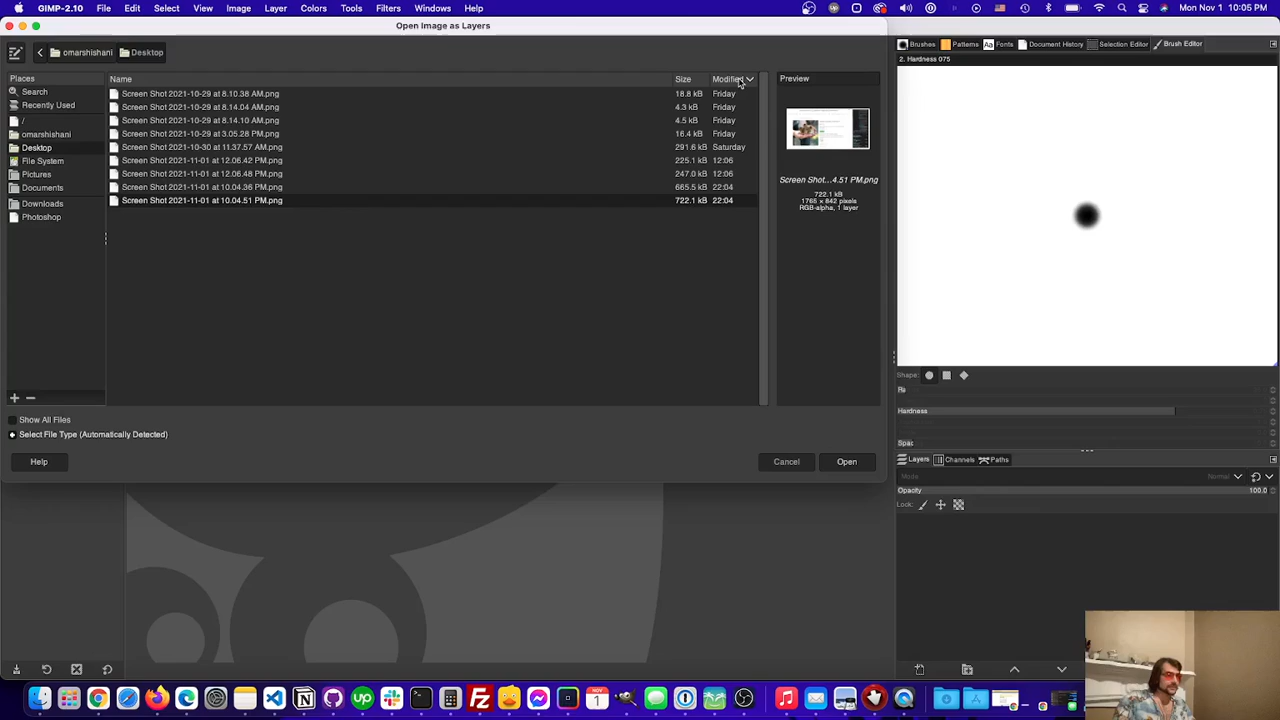 GIMP-2.10 File Edit Select View Image Layer Colors Tools Filters Windows Help Mon Nov 1 10:05 PM
Open Image as Layers
omarshishani Desktop
Brushes Patterns Fonts Document History Selection Editor Brush Editor
2. Hardness 075
Places
Search
Recently Used
/
omarshishani
Desktop
File System
Pictures
Documents
Downloads
Photoshop
Name Size Modified
Screen Shot 2021-10-29 at 8.10.38 AM.png 18.8 kB Friday
Screen Shot 2021-10-29 at 8.14.04 AM.png 4.3 kB Friday
Screen Shot 2021-10-29 at 8.14.10 AM.png 4.5 kB Friday
Screen Shot 2021-10-29 at 3.05.28 PM.png 16.4 kB Friday
Screen Shot 2021-10-30 at 11.37.57 AM.png 291.6 kB Saturday
Screen Shot 2021-11-01 at 12.06.42 PM.png 225.1 kB 12:06
Screen Shot 2021-11-01 at 12.06.48 PM.png 247.0 kB 12:06
Screen Shot 2021-11-01 at 10.04.36 PM.png 665.5 kB 22:04
Screen Shot 2021-11-01 at 10.04.51 PM.png 722.1 kB 22:04
Preview
Screen Shot...4.51 PM.png
722.1 kB
1765 × 842 pixels
RGB-alpha, 1 layer
Show All Files
Select File Type (Automatically Detected)
Help Cancel Open
Shape:
Ra
Hardness
Spac
Layers Channels Paths
Mode Normal
Opacity 100.0
Lock: